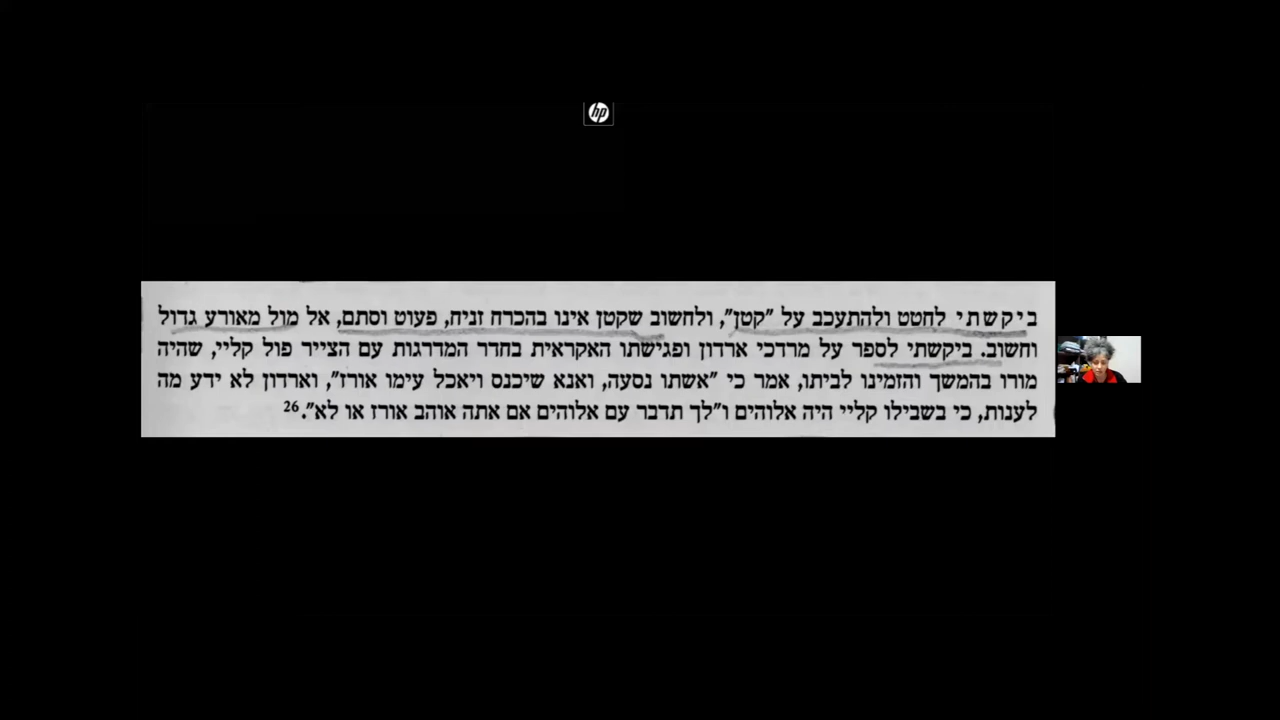 hp
ביקשתי לחטט ולהתעכב על "קטן", ולחשוב שקטן אינו בהכרח זניח, פעוט וסתם, אל מול מאורע גדול
וחשוב. ביקשתי לספר על מרדכי ארדון ופגישתו האקראית בחדר המדרגות עם הצייר פול קליי, שהיה
מורו בהמשך והזמינו לביתו, אמר כי "אשתו נסעה, ואנא שיכנס ויאכל עימו אורז", וארדון לא ידע מה
לענות, כי בשבילו קליי היה אלוהים ו"לך תדבר עם אלוהים אם אתה אוהב אורז או לא".26